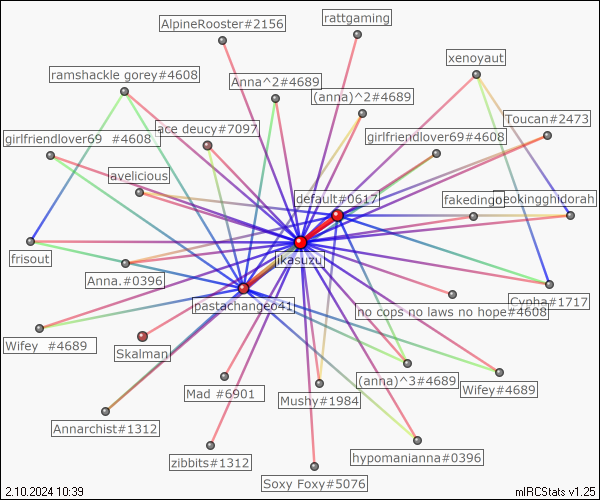 AlpineRooster#2156
rattgaming
xenoyaut
ramshackle gorey#4608
Anna^2#4689
(anna)^2#4689
Toucan#2473
girlfriendlover69 #4608
ace deucy#7097
girlfriendlover69#4608
avelicious
default#0617
fakedingo
geokingghidorah
frisout
ikasuzu
Anna.#0396
pastachange041
Cypha#1717
no cops no laws no hope#4608
Wifey #4689
Skalman
(anna)^3#4689
Wifey#4689
Mad #6901
Mushy#1984
Annarchist#1312
hypomanianna#0396
zibbits#1312
Soxy Foxy#5076
2.10.2024 10:39
mIRCStats v1.25